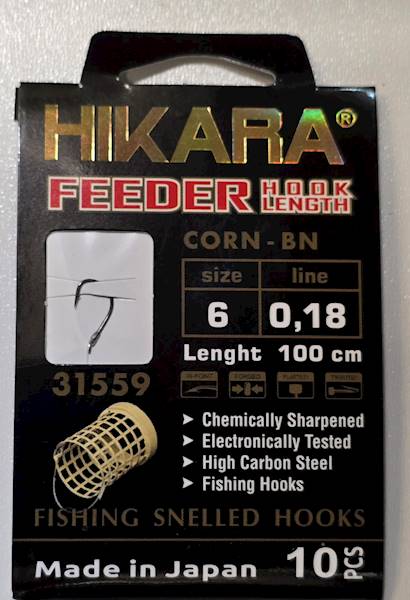 HIKARA®
FEEDER HOOK LENGTH
CORN - BN
size line
6 0,18
Lenght 100 cm
31559
FORGED
➤ Chemically Sharpened
➤ Electronically Tested
➤ High Carbon Steel
➤ Fishing Hooks
FISHING SNELLED HOOKS
Made in Japan 10 PCS